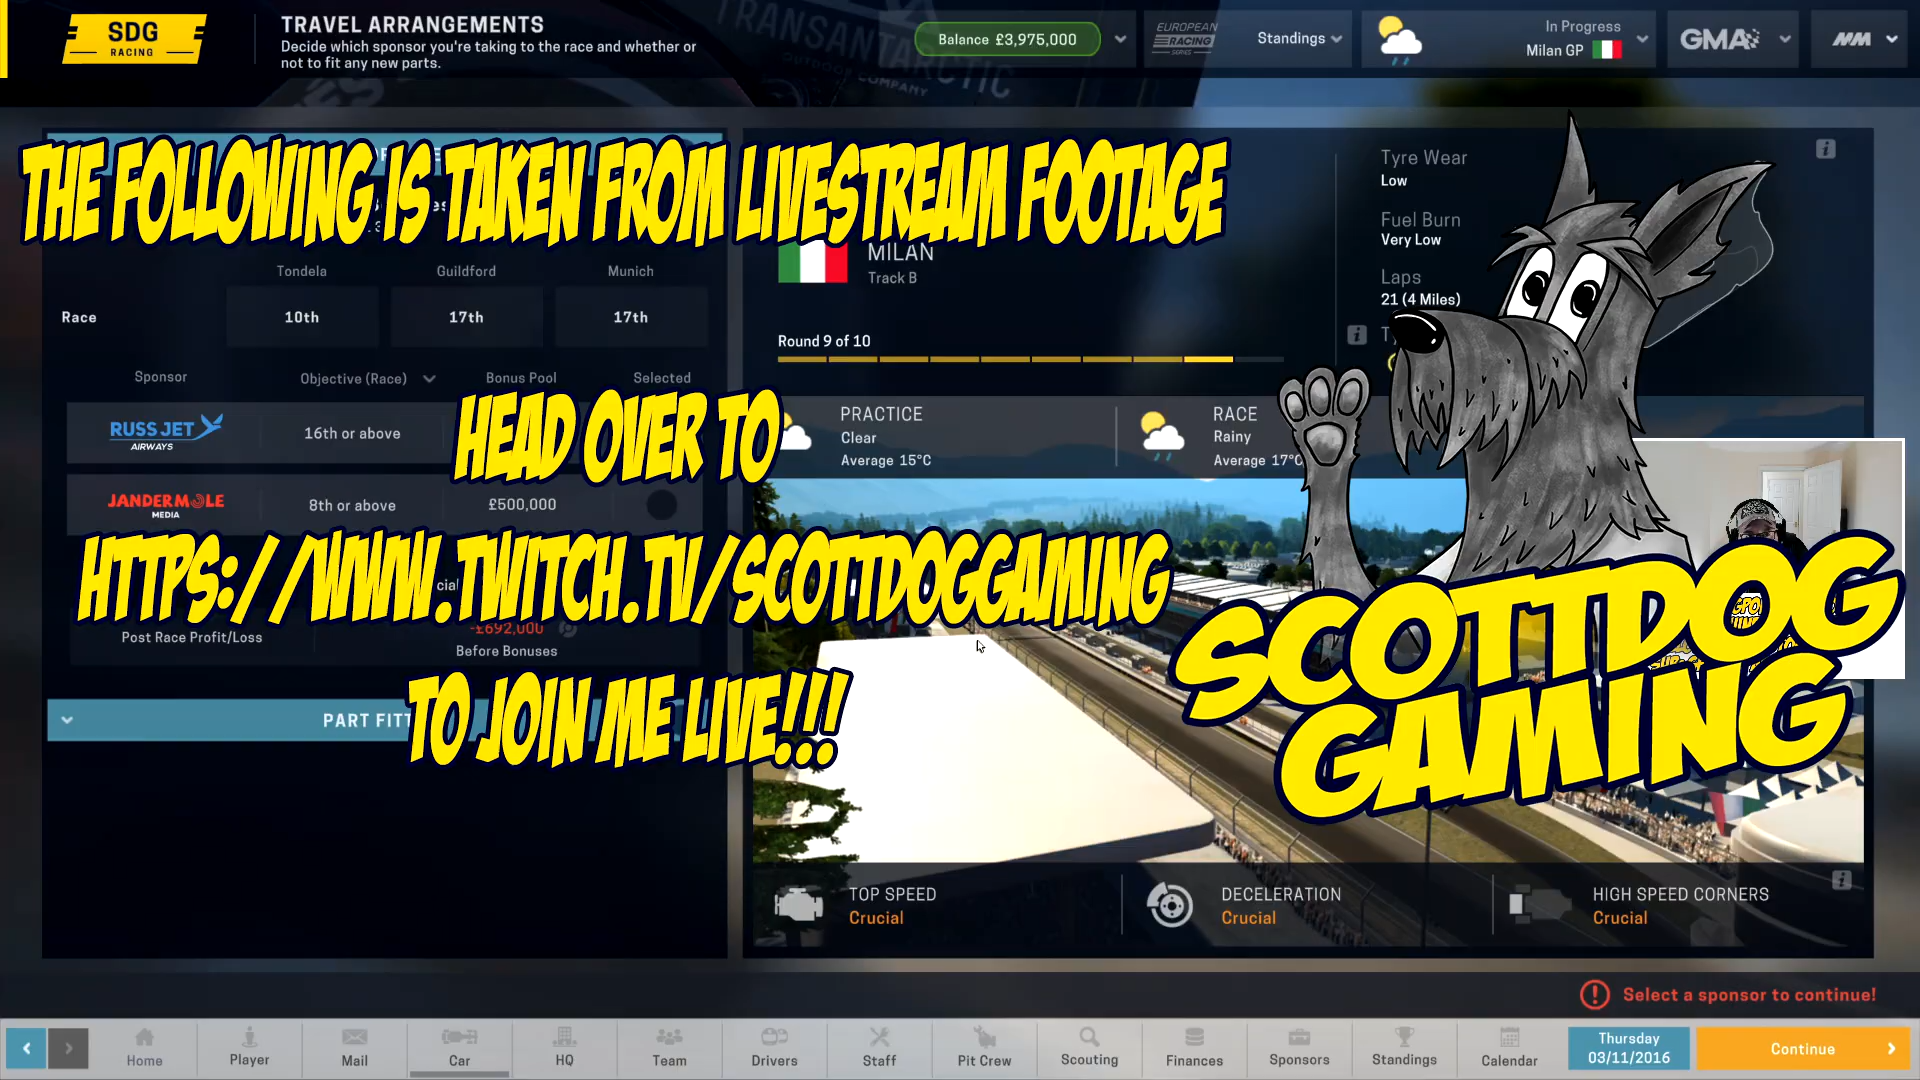 SDG
RACING
TRAVEL ARRANGEMENTS
Decide which sponsor you're taking to the race and whether or
not to fit any new parts.
TRANSANTARCTIC
OUTDOOR COMPANY
Balance £3,975,000
EUROPEAN
RACING
SERIES
Standings
In Progress
Milan GP
GMA
MM
THE FOLLOWING IS TAKEN FROM LIVESTREAM FOOTAGE
Tondela
Guildford
Munich
Race
10th
17th
17th
Sponsor
Objective (Race)
Bonus Pool
Selected
RUSS JET
AIRWAYS
16th or above
JANDERMOLE
MEDIA
8th or above
£500,000
HEAD OVER TO
HTTPS://WWW.TWITCH.TV/SCOTTDOGGAMING
Post Race Profit/Loss
-£692,000
Before Bonuses
TO JOIN ME LIVE!!!
PART FITT
MILAN
Track B
Round 9 of 10
Tyre Wear
Low
Fuel Burn
Very Low
Laps
21 (4 Miles)
PRACTICE
Clear
Average 15°C
RACE
Rainy
Average 17°C
SCOTTDOG
GAMING
TOP SPEED
Crucial
DECELERATION
Crucial
HIGH SPEED CORNERS
Crucial
Select a sponsor to continue!
Home
Player
Mail
Car
HQ
Team
Drivers
Staff
Pit Crew
Scouting
Finances
Sponsors
Standings
Calendar
Thursday
03/11/2016
Continue